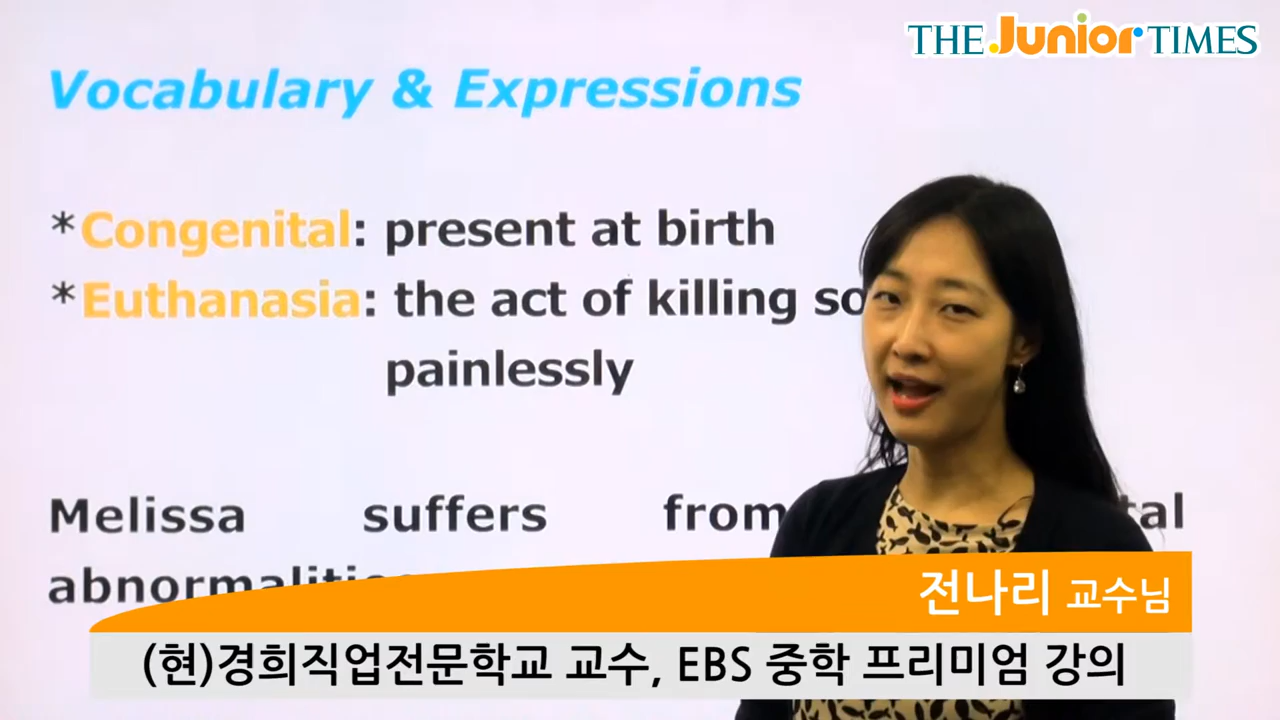 THE Junior TIMES
Vocabulary & Expressions
*Congenital: present at birth
*Euthanasia: the act of killing so
painlessly
Melissa suffers from tal
abnormalities
전나리 교수님
(현)경희직업전문학교 교수, EBS 중학 프리미엄 강의